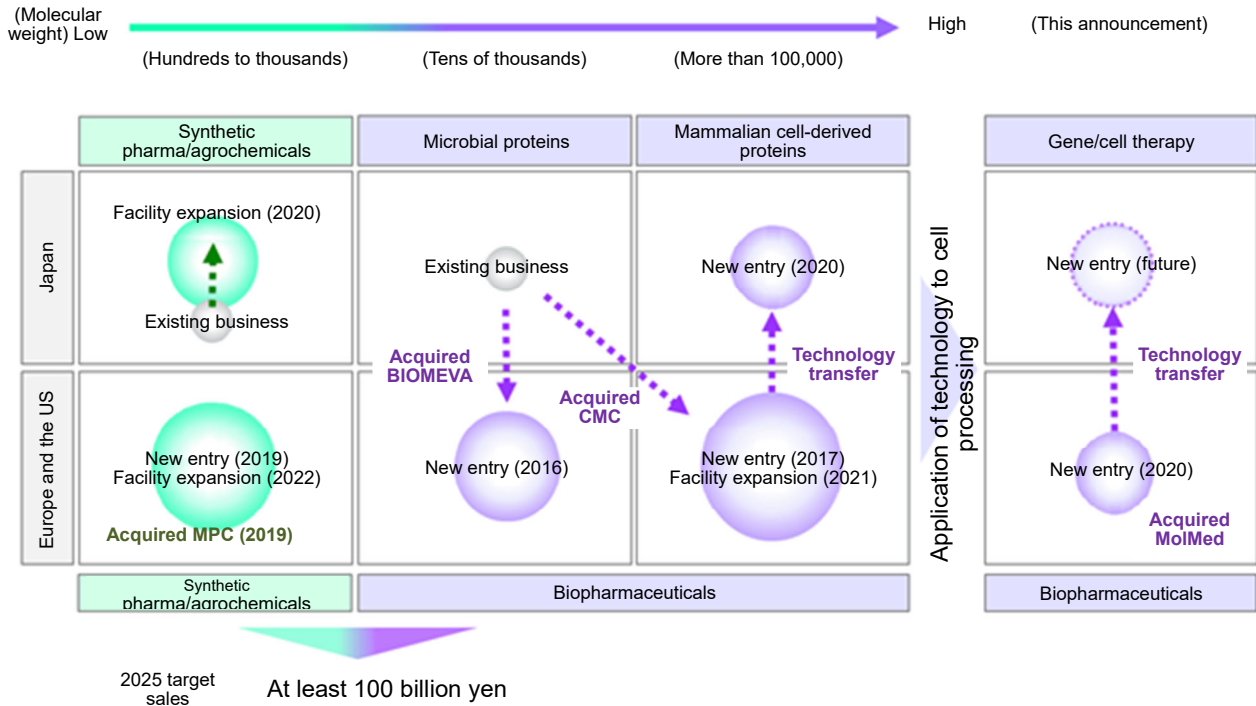 (Molecular
weight) Low
High
(This announcement)
(Hundreds to thousands)
(Tens of thousands)
(More than 100,000)
Synthetic
pharma/agrochemicals
Microbial proteins
Mammalian cell-derived
proteins
Gene/cell therapy
Japan
Facility expansion (2020)
Existing business
Existing business
New entry (2020)
New entry (future)
Acquired
BIOMEVA
Acquired
CMC
Technology
transfer
Application of technology to cell
processing
Technology
transfer
Europe and the US
New entry (2019)
Facility expansion (2022)
Acquired MPC (2019)
New entry (2016)
New entry (2017)
Facility expansion (2021)
New entry (2020)
Acquired
MolMed
Synthetic
pharma/agrochemicals
Biopharmaceuticals
Biopharmaceuticals
2025 target
sales
At least 100 billion yen